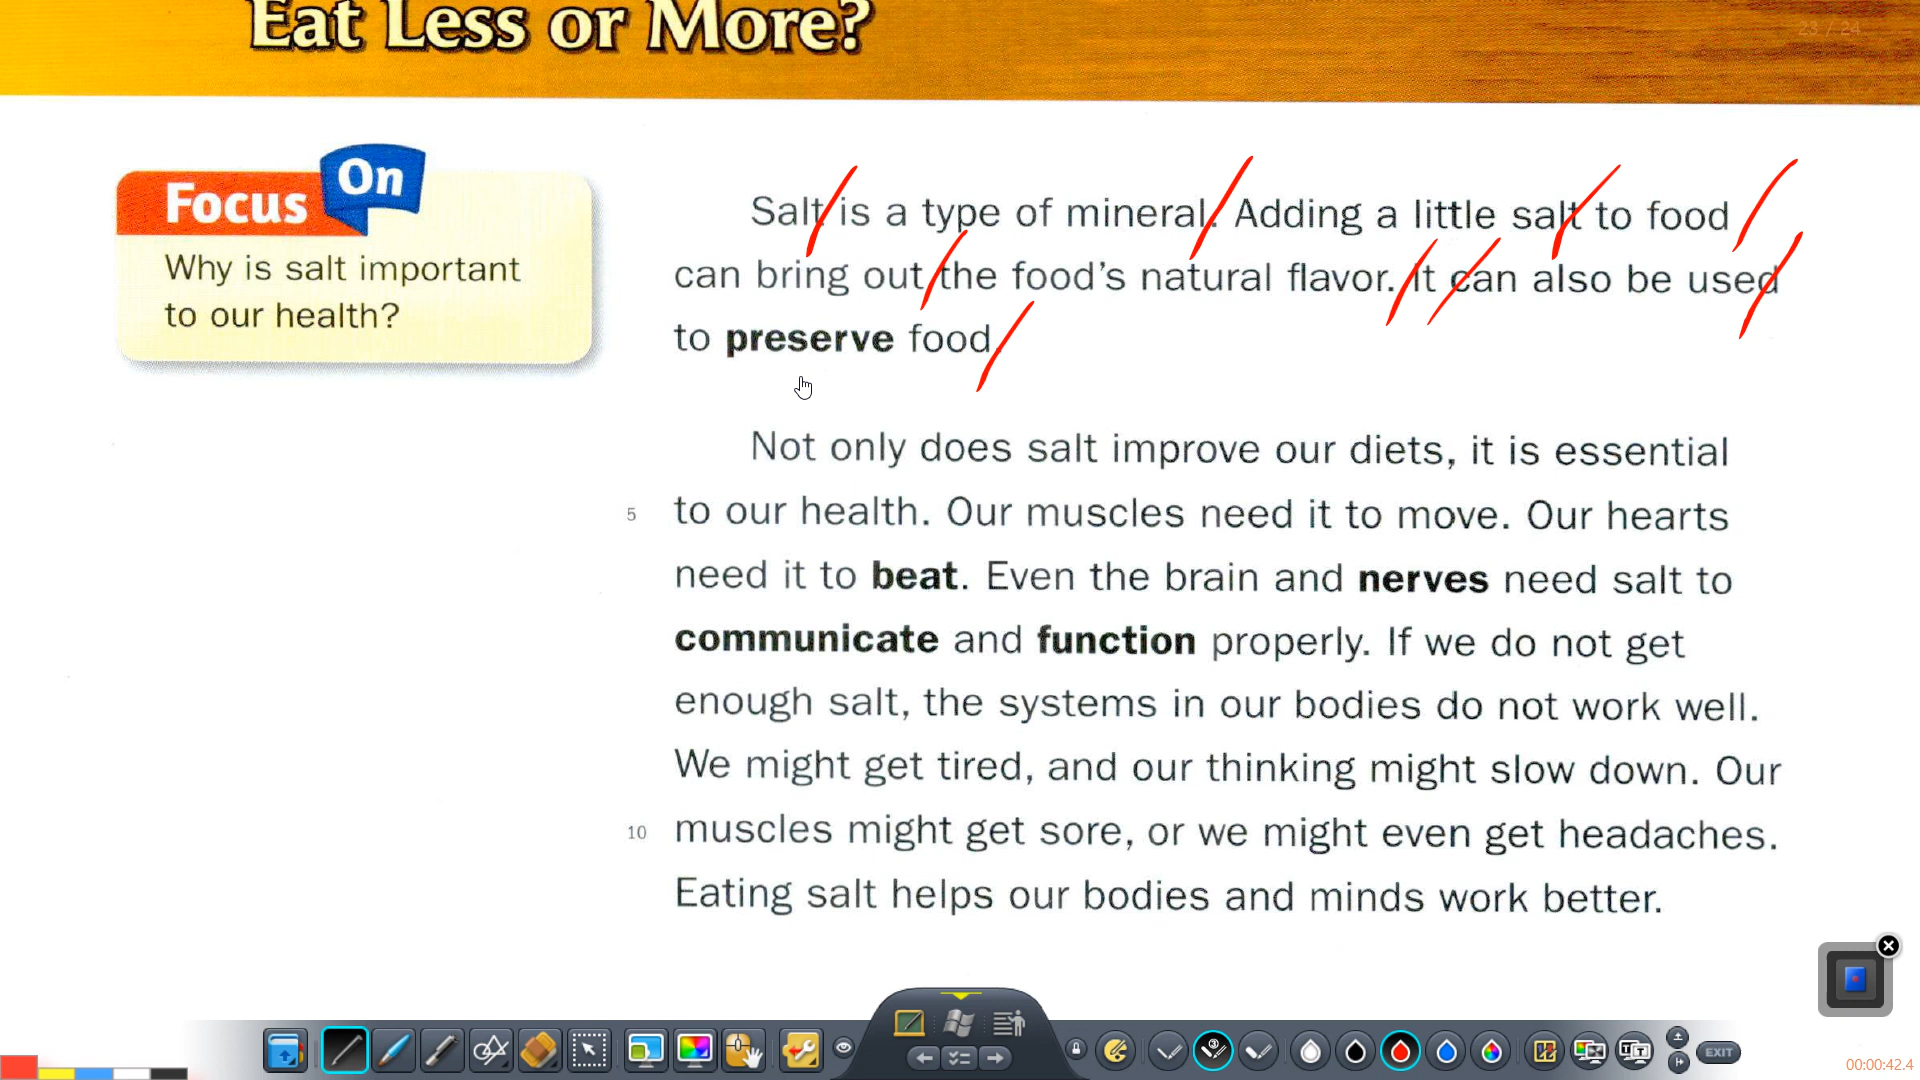 Eat Less or More?
23 / 24
Focus On
Why is salt important
to our health?
Salt is a type of mineral. Adding a little salt to food
can bring out the food's natural flavor. It can also be used
to preserve food.
Not only does salt improve our diets, it is essential
5 to our health. Our muscles need it to move. Our hearts
need it to beat. Even the brain and nerves need salt to
communicate and function properly. If we do not get
enough salt, the systems in our bodies do not work well.
We might get tired, and our thinking might slow down. Our
10 muscles might get sore, or we might even get headaches.
Eating salt helps our bodies and minds work better.
EXIT
00:00:42.4